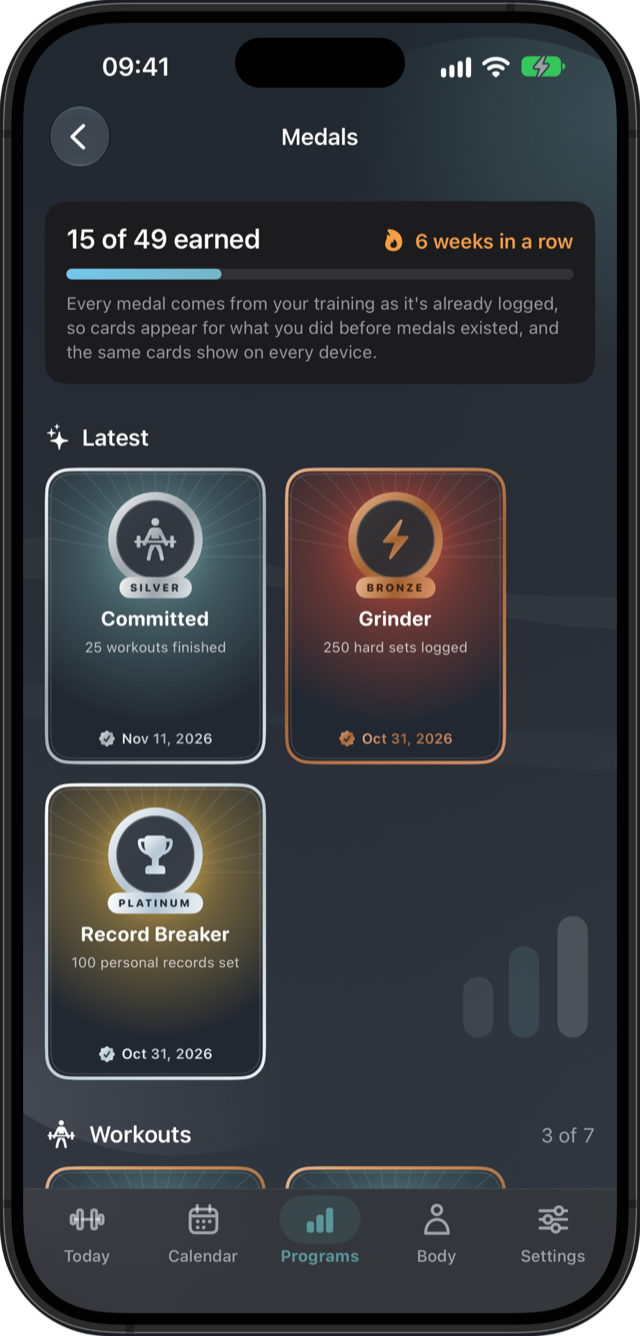 09:41
Medals
15 of 49 earned
6 weeks in a row
Every medal comes from your training as it's already logged,
so cards appear for what you did before medals existed, and
the same cards show on every device.
Latest
SILVER
Committed
25 workouts finished
Nov 11, 2026
BRONZE
Grinder
250 hard sets logged
Oct 31, 2026
PLATINUM
Record Breaker
100 personal records set
Oct 31, 2026
Workouts
3 of 7
Today
Calendar
Programs
Body
Settings